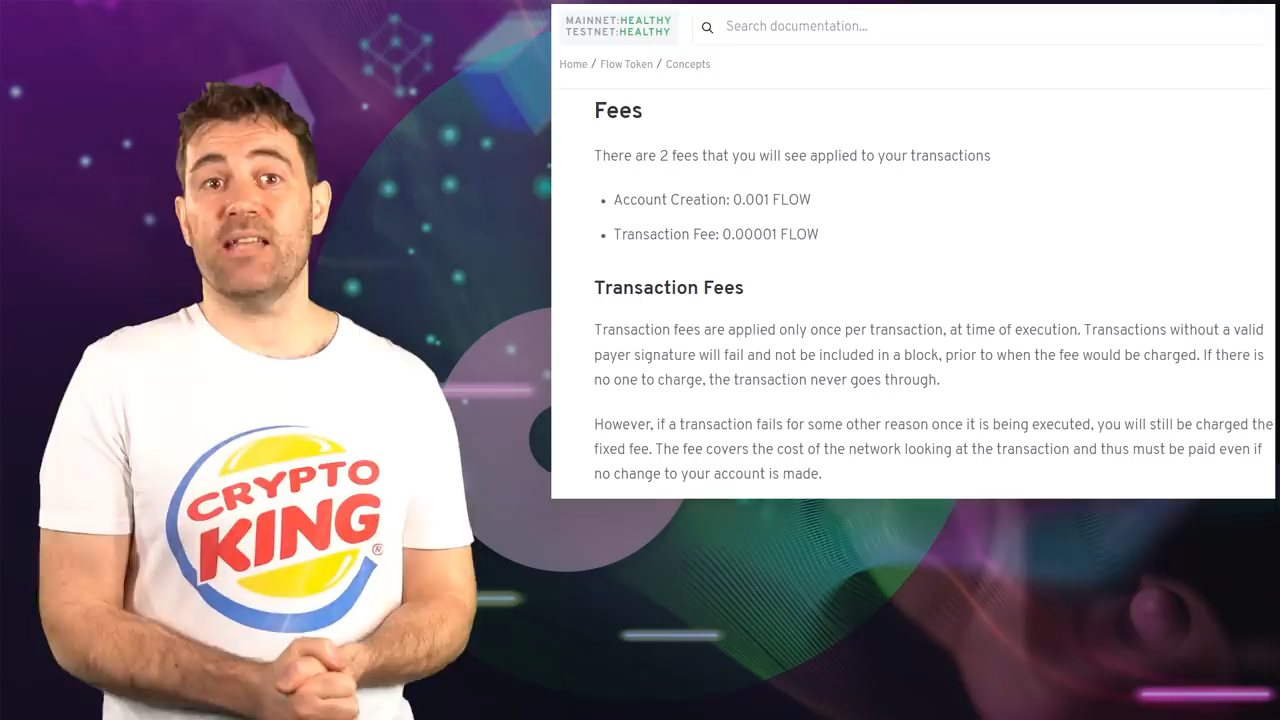 MAINNET:HEALTHY
TESTNET:HEALTHY
Search documentation...
Home / Flow Token / Concepts
Fees
There are 2 fees that you will see applied to your transactions
• Account Creation: 0.001 FLOW
• Transaction Fee: 0.00001 FLOW
Transaction Fees
Transaction fees are applied only once per transaction, at time of execution. Transactions without a valid
payer signature will fail and not be included in a block, prior to when the fee would be charged. If there is
no one to charge, the transaction never goes through.
However, if a transaction fails for some other reason once it is being executed, you will still be charged the
fixed fee. The fee covers the cost of the network looking at the transaction and thus must be paid even if
no change to your account is made.
CRYPTO
KING
®